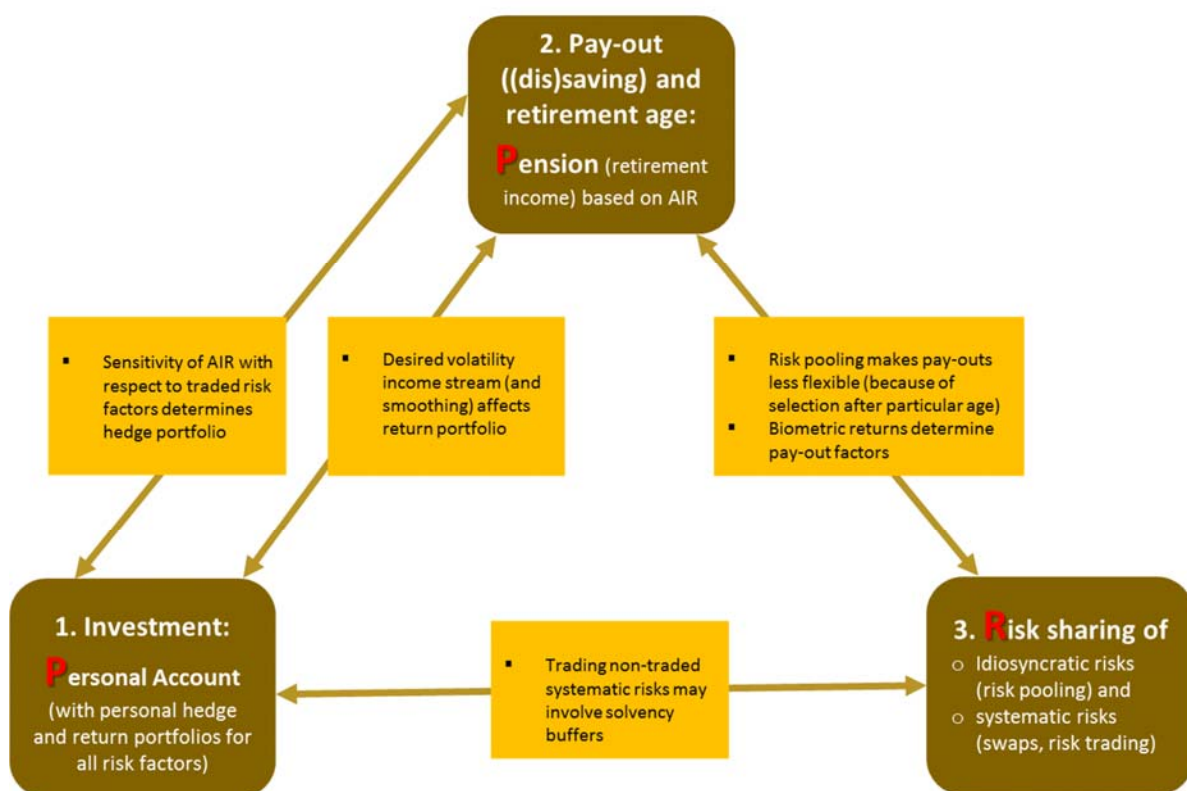 2. Pay-out
((dis)saving) and
retirement age:
Pension (retirement
income) based on AIR
▪ Sensitivity of AIR with
respect to traded risk
factors determines
hedge portfolio
▪ Desired volatility
income stream (and
smoothing) affects
return portfolio
▪ Risk pooling makes pay-outs
less flexible (because of
selection after particular age)
▪ Biometric returns determine
pay-out factors
1. Investment:
Personal Account
(with personal hedge
and return portfolios for
all risk factors)
▪ Trading non-traded
systematic risks may
involve solvency
buffers
3. Risk sharing of
o Idiosyncratic risks
(risk pooling) and
o systematic risks
(swaps, risk trading)